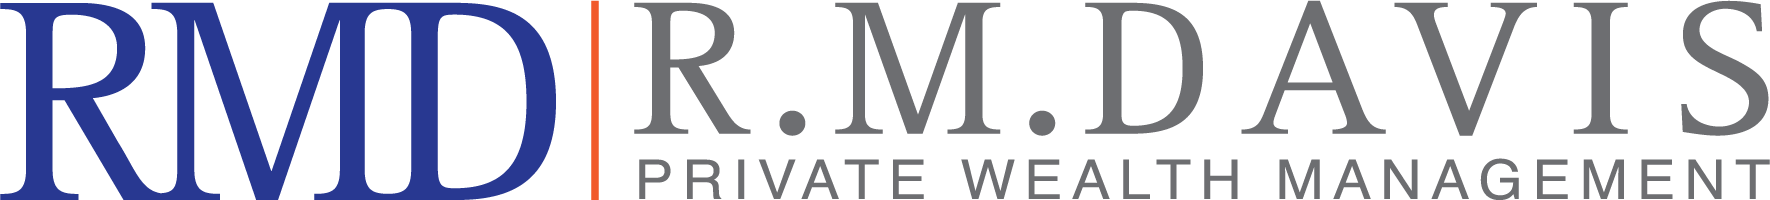 RMD
R.M.DAVIS
PRIVATE WEALTH MANAGEMENT